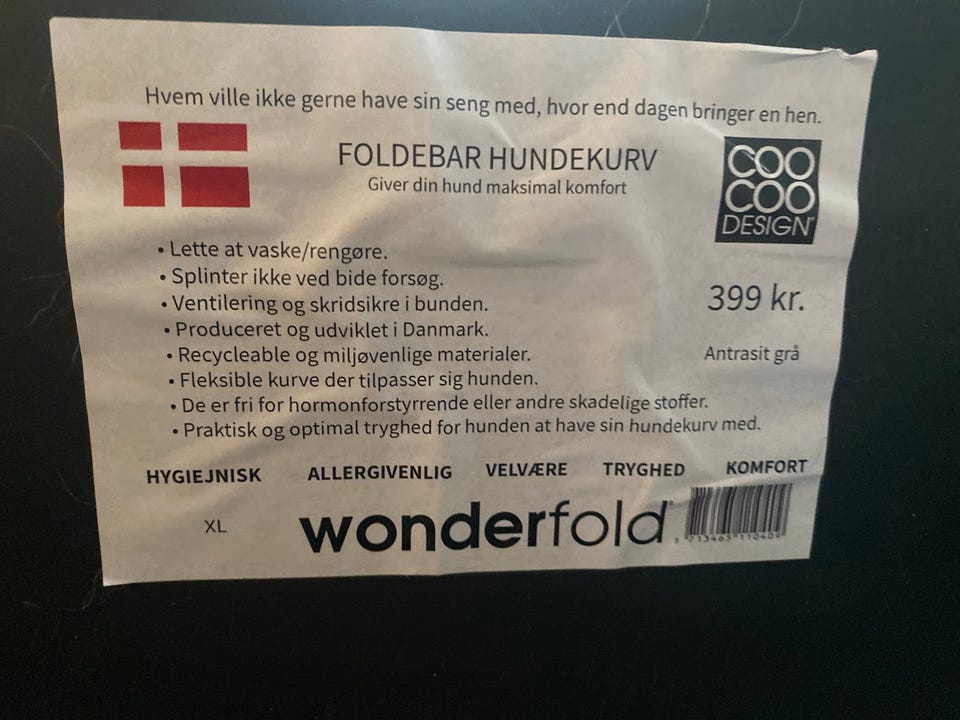 Hvem ville ikke gerne have sin seng med, hvor end dagen bringer en hen.
FOLDEBAR HUNDEKURV
Giver din hund maksimal komfort
COO
COO
DESIGN
• Lette at vaske/rengøre.
• Splinter ikke ved bide forsøg.
• Ventilering og skridsikre i bunden.
• Produceret og udviklet i Danmark.
• Recycleable og miljøvenlige materialer.
• Fleksible kurve der tilpasser sig hunden.
• De er fri for hormonforstyrrende eller andre skadelige stoffer.
• Praktisk og optimal tryghed for hunden at have sin hundekurv med.
399 kr.
Antrasit grå
HYGIEJNISK ALLERGIVENLIG VELVÆRE TRYGHED KOMFORT
XL
wonderfold